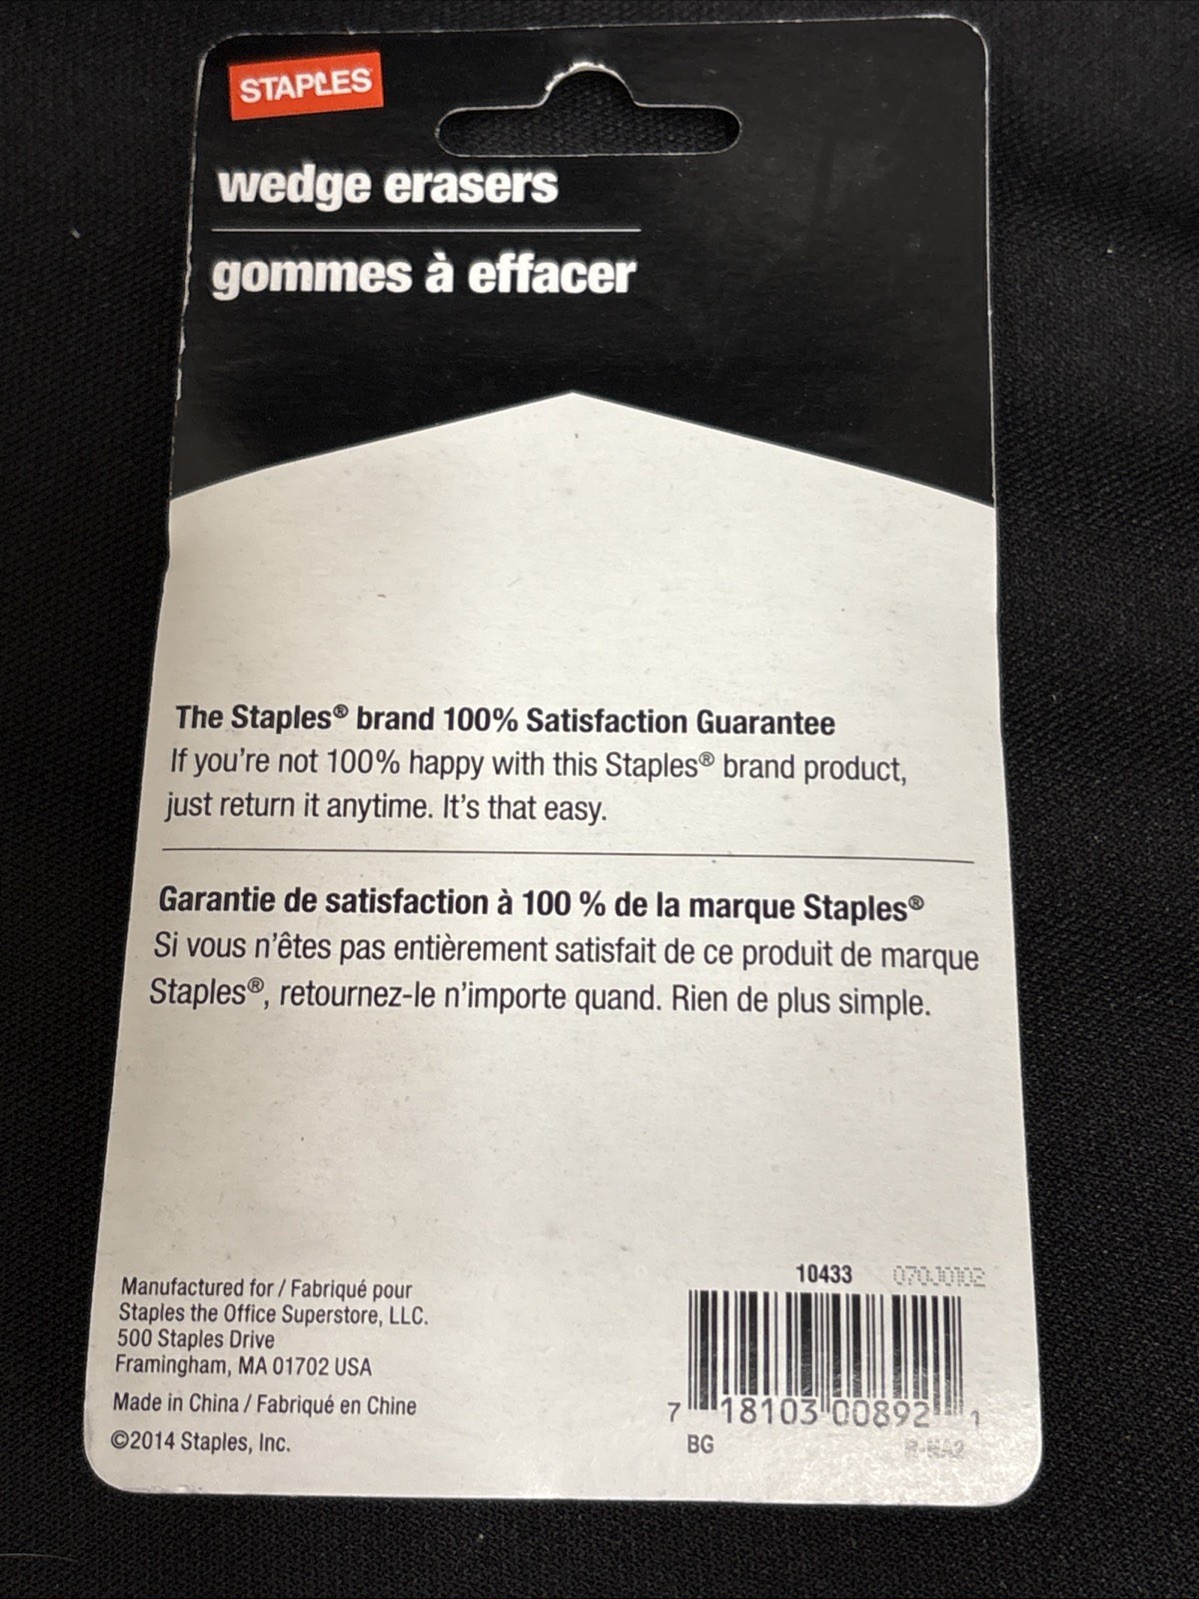 STAPLES
wedge erasers
gommes à effacer
The Staples® brand 100% Satisfaction Guarantee
If you're not 100% happy with this Staples® brand product,
just return it anytime. It's that easy.
Garantie de satisfaction à 100 % de la marque Staples®
Si vous n'êtes pas entièrement satisfait de ce produit de marque
Staples®, retournez-le n'importe quand. Rien de plus simple.
Manufactured for / Fabriqué pour
Staples the Office Superstore, LLC.
500 Staples Drive
Framingham, MA 01702 USA
Made in China / Fabriqué en Chine
©2014 Staples, Inc.
10433
7 18103 00892 1
BG